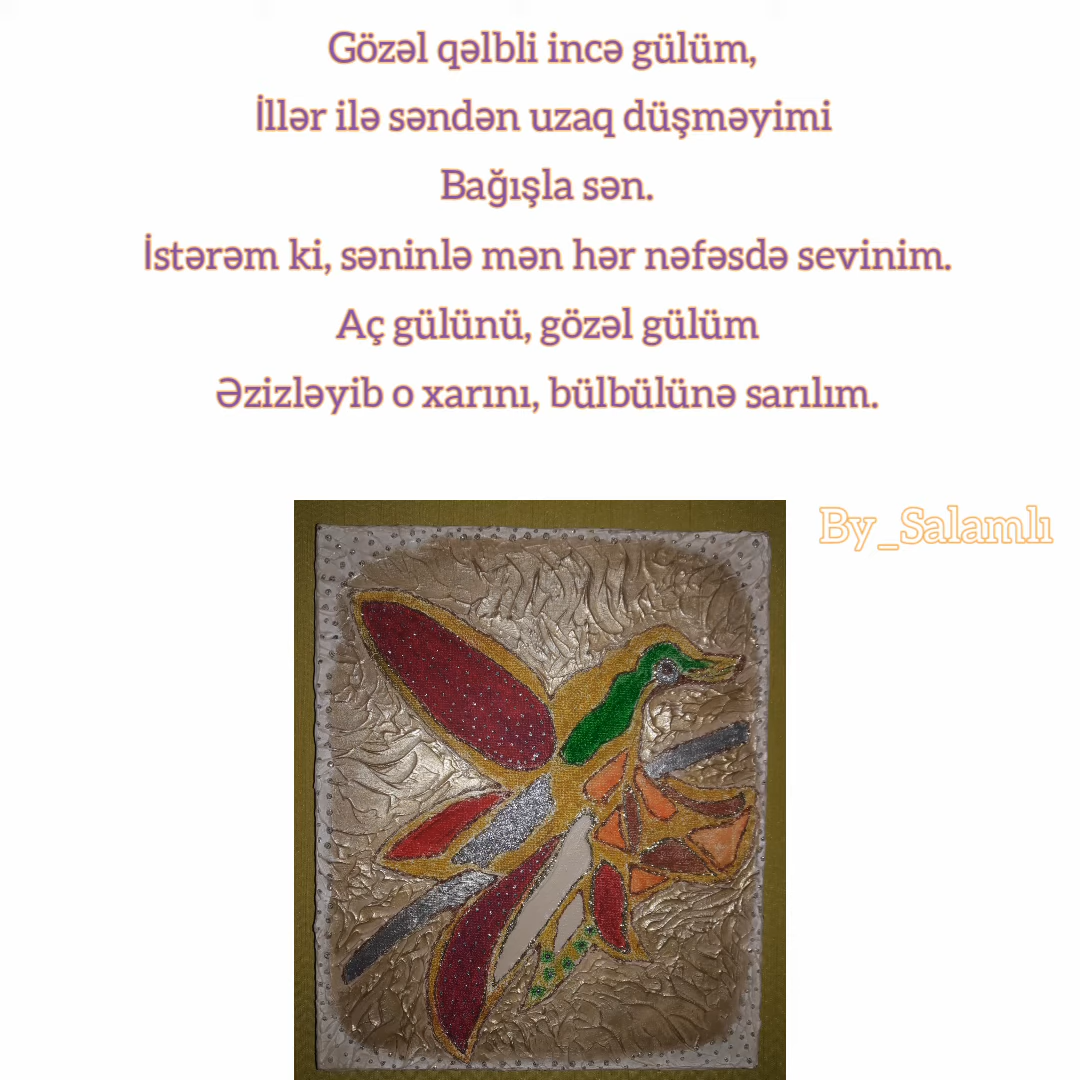 Gözəl qəlbli incə gülüm,
İllər ilə səndən uzaq düşməyimi
Bağışla sən.
İstərəm ki, səninlə mən hər nəfəsdə sevinim.
Aç gülünü, gözəl gülüm
Əzizləyib o xarını, bülbülünə sarılım.
By_Salamlı